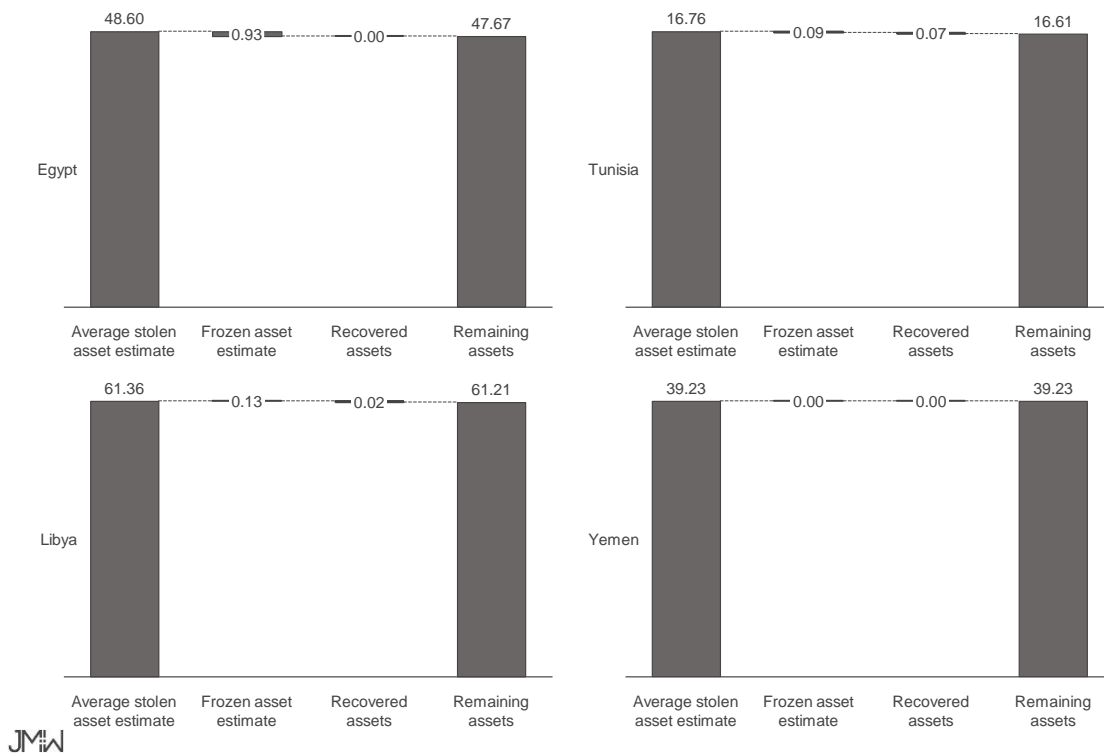 48.60
0.93
0.00
47.67
Egypt
Average stolen
asset estimate
Frozen asset
estimate
Recovered
assets
Remaining
assets
16.76
0.09
0.07
16.61
Tunisia
Average stolen
asset estimate
Frozen asset
estimate
Recovered
assets
Remaining
assets
61.36
0.13
0.02
61.21
Libya
Average stolen
asset estimate
Frozen asset
estimate
Recovered
assets
Remaining
assets
39.23
0.00
0.00
39.23
Yemen
Average stolen
asset estimate
Frozen asset
estimate
Recovered
assets
Remaining
assets